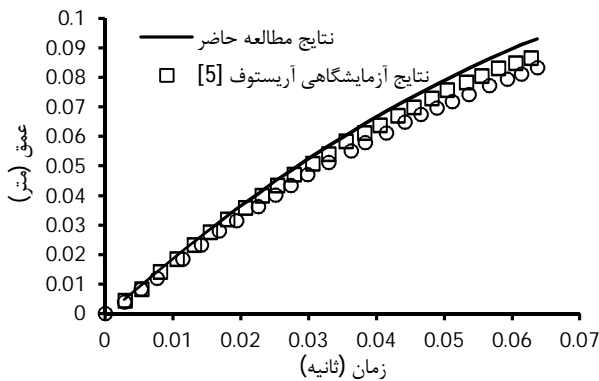 0.1
0.09
0.08
0.07
0.06
0.05
0.04
0.03
0.02
0.01
0
عمق (متر)
نتایج مطالعه حاضر
نتایج آزمایشگاهی آریستوف [5]
0 0.01 0.02 0.03 0.04 0.05 0.06 0.07
زمان (ثانیه)